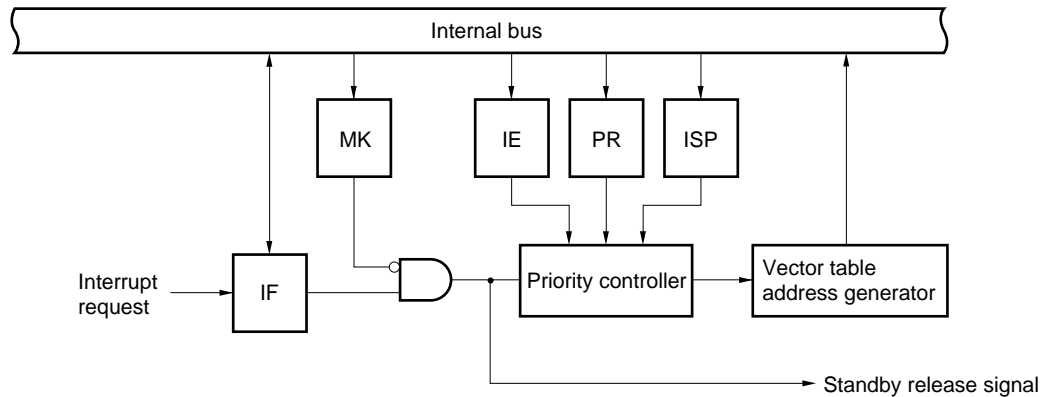 Internal bus
MK
IE
PR
ISP
Interrupt
request
IF
Priority controller
Vector table
address generator
Standby release signal